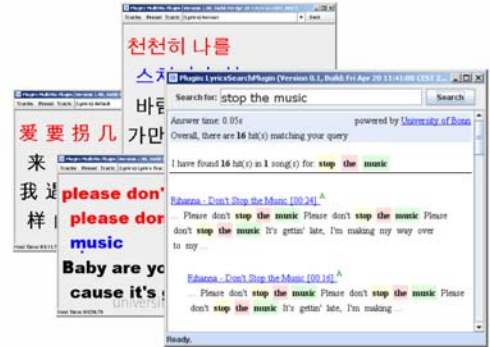 Tracks Preset Tracks
천천히 나를
바람
가만
爱 要 拐 几
来
我 遠
样
please don'
please don
music
Baby are yo
cause it's
Plugin: LyricsSearchPlugin (Version 0.1, Build: Fri Apr 20 11:41:00 CEST 2...
Search for: stop the music Search
Answer time: 0.05s powered by University of Bonn
Overall, there are 16 hit(s) matching your query
I have found 16 hit(s) in 1 song(s) for: stop the music
Rihanna - Don't Stop the Music [00:24] A
... Please don't stop the music Please don't stop the music Please
don't stop the music It's gettin' late, I'm making my way over
to my ...
Rihanna - Don't Stop the Music [00:16] A
... Please don't stop the music Please don't stop the music Please
don't stop the music It's gettin' late, I'm making ...
Ready.